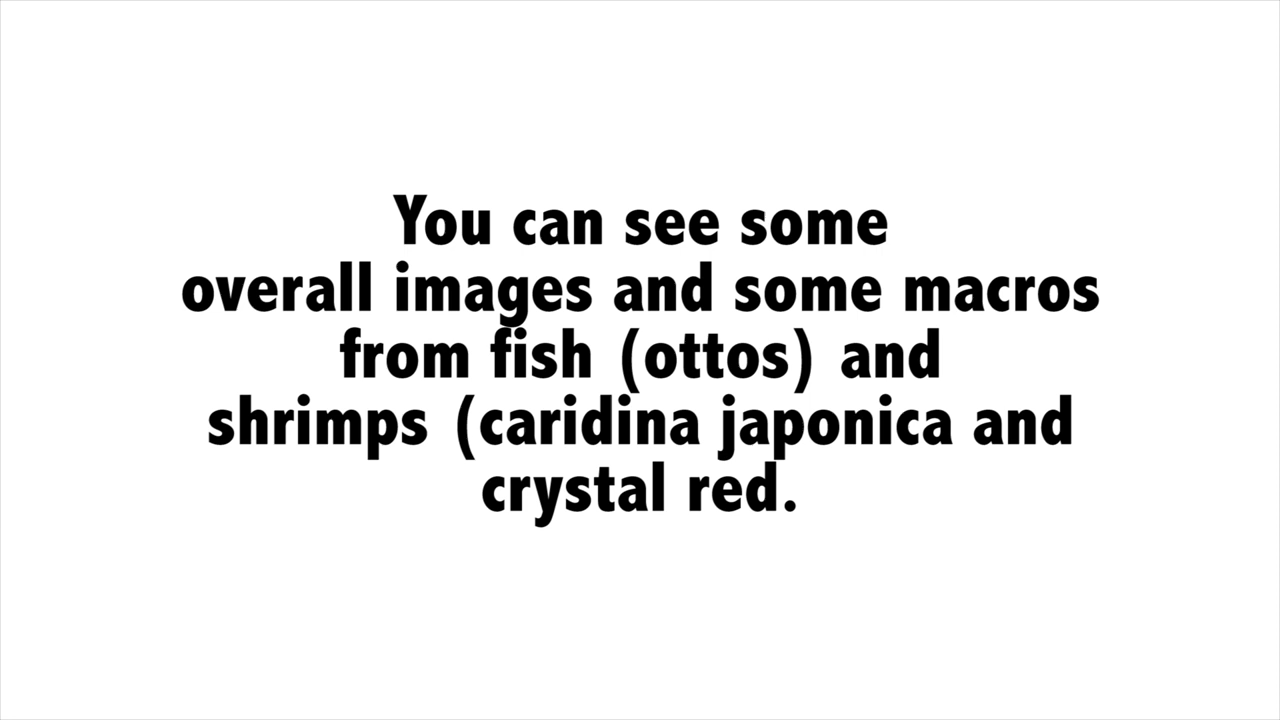 You can see some
overall images and some macros
from fish (ottos) and
shrimps (caridina japonica and
crystal red.